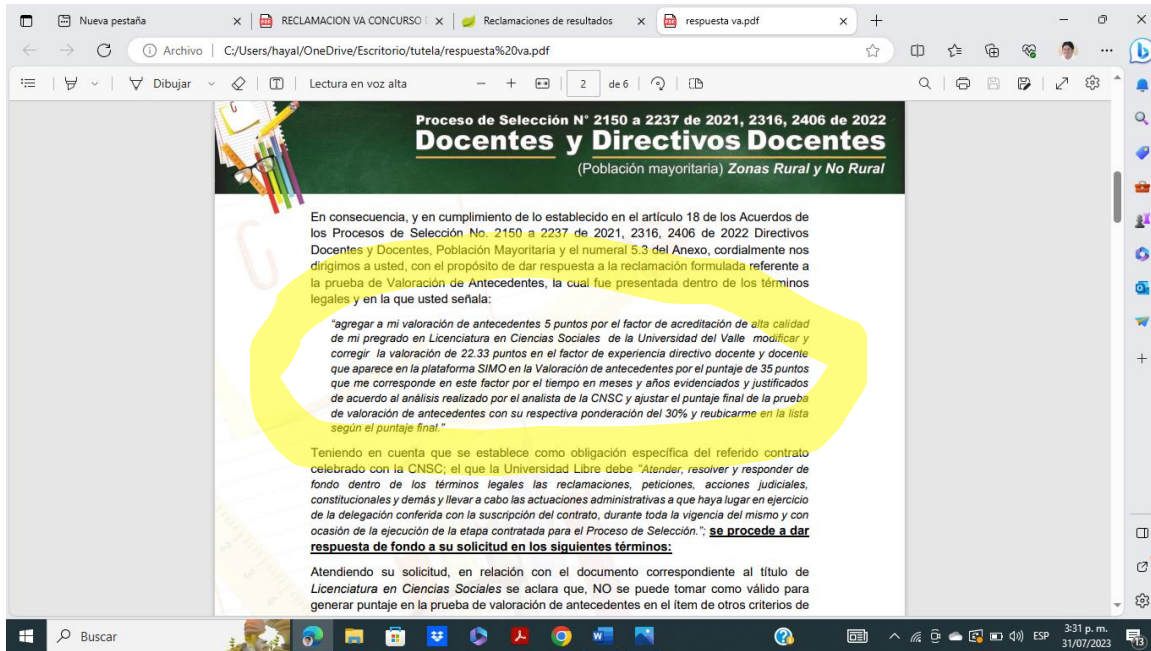 Nueva pestaña
RECLAMACION VA CONCURSO
Reclamaciones de resultados
respuesta va.pdf
Archivo
C:/Users/hayal/OneDrive/Escritorio/tutela/respuesta%20va.pdf
Dibujar
Lectura en voz alta
2 de 6
Proceso de Selección N° 2150 a 2237 de 2021, 2316, 2406 de 2022
Docentes y Directivos Docentes
(Población mayoritaria) Zonas Rural y No Rural
En consecuencia, y en cumplimiento de lo establecido en el artículo 18 de los Acuerdos de
los Procesos de Selección No. 2150 a 2237 de 2021, 2316, 2406 de 2022 Directivos
Docentes y Docentes, Población Mayoritaria y el numeral 5.3 del Anexo, cordialmente nos
dirigimos a usted, con el propósito de dar respuesta a la reclamación formulada referente a
la prueba de Valoración de Antecedentes, la cual fue presentada dentro de los términos
legales y en la que usted señala:
"agregar a mi valoración de antecedentes 5 puntos por el factor de acreditación de alta calidad
de mi pregrado en Licenciatura en Ciencias Sociales de la Universidad del Valle modificar y
corregir la valoración de 22.33 puntos en el factor de experiencia directivo docente y docente
que aparece en la plataforma SIMO en la Valoración de antecedentes por el puntaje de 35 puntos
que me corresponde en este factor por el tiempo en meses y años evidenciados y justificados
de acuerdo al análisis realizado por el analista de la CNSC y ajustar el puntaje final de la prueba
de valoración de antecedentes con su respectiva ponderación del 30% y reubicarme en la lista
según el puntaje final."
Teniendo en cuenta que se establece como obligación específica del referido contrato
celebrado con la CNSC; el que la Universidad Libre debe "Atender, resolver y responder de
fondo dentro de los términos legales las reclamaciones, peticiones, acciones judiciales,
constitucionales y demás y llevar a cabo las actuaciones administrativas a que haya lugar en ejercicio
de la delegación conferida con la suscripción del contrato, durante toda la vigencia del mismo y con
ocasión de la ejecución de la etapa contratada para el Proceso de Selección."; se procede a dar
respuesta de fondo a su solicitud en los siguientes términos:
Atendiendo su solicitud, en relación con el documento correspondiente al título de
Licenciatura en Ciencias Sociales se aclara que, NO se puede tomar como válido para
generar puntaje en la prueba de valoración de antecedentes en el ítem de otros criterios de
Buscar
ESP
3:31 p. m.
31/07/2023